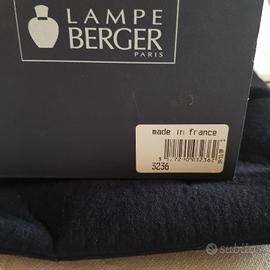 LAMPE
BERGER
PARIS
made in france
3236
subito